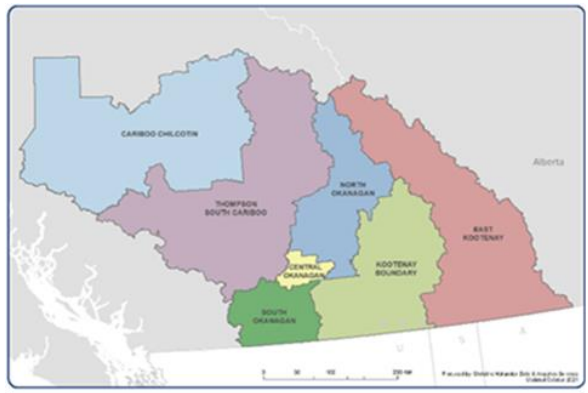 CARIBOO CHILCOTIN
Alberta
THOMPSON
SOUTH CARIBOO
NORTH
OKANAGAN
EAST
KOOTENAY
CENTRAL
OKANAGAN
KOOTENAY
BOUNDARY
SOUTH
OKANAGAN
U S A
0 50 100 200 KM